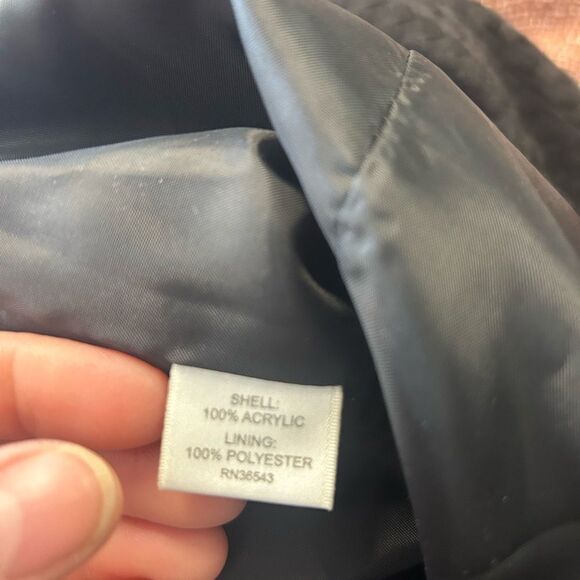 SHELL:
100% ACRYLIC
LINING:
100% POLYESTER
RN36543